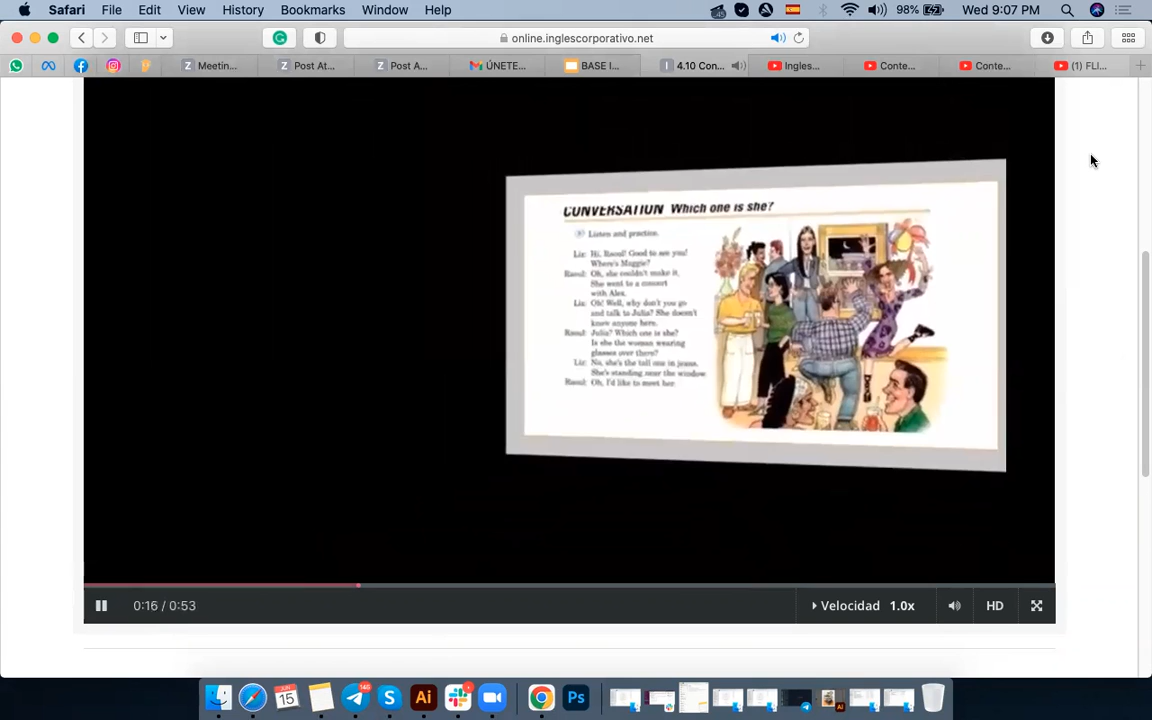 Safari File Edit View History Bookmarks Window Help 98% Wed 9:07 PM
online.inglescorporativo.net
Meetin... Post At... Post A... ÚNETE... BASE I... 4.10 Con... Ingles... Conte... Conte... (1) FLI...
CONVERSATION Which one is she?
Listen and practice.
Liz: Hi, Raoul! Good to see you!
Where's Maggie?
Raoul: Oh, she couldn't make it.
She went to a concert
with Alex.
Liz: Oh! Well, why don't you go
and talk to Julia? She doesn't
know anyone here.
Raoul: Julia? Which one is she?
Is she the woman wearing
glasses over there?
Liz: No, she's the tall one in jeans.
She's standing near the window.
Raoul: Oh, I'd like to meet her.
0:16 / 0:53 Velocidad 1.0x HD
JUN
15
146
S
Ai
Ps